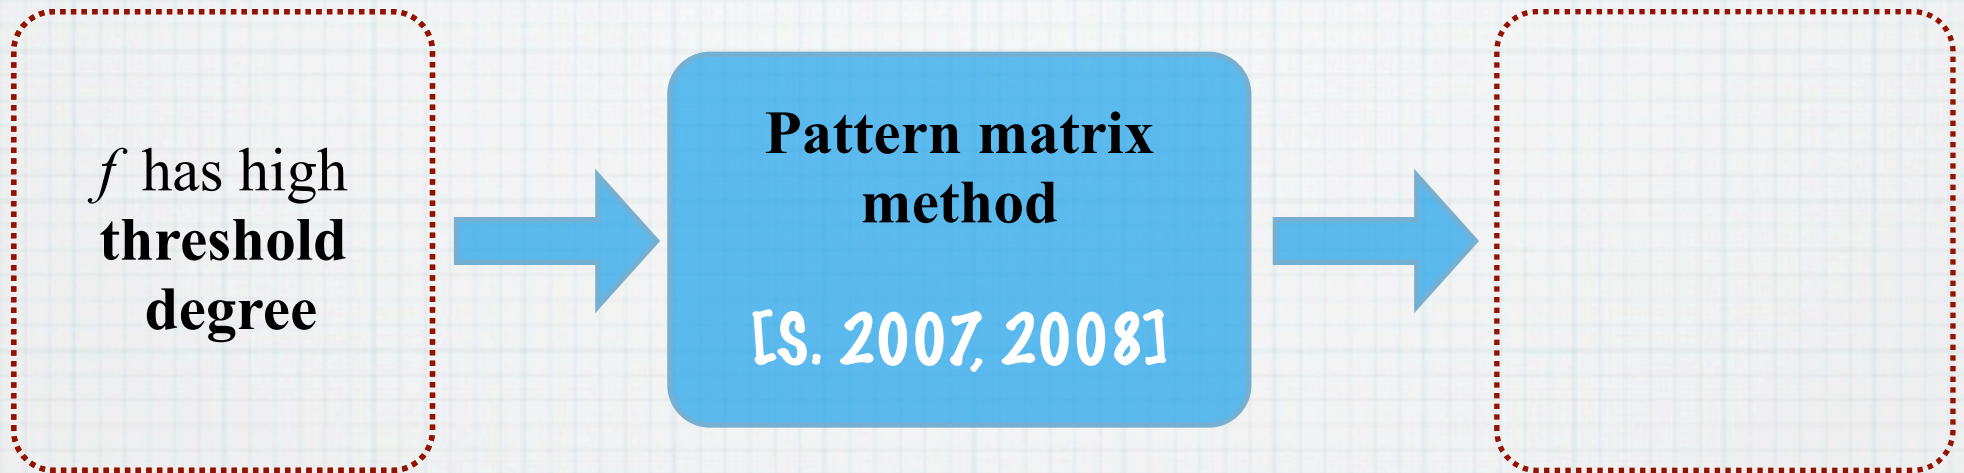 f has high
threshold
degree
Pattern matrix
method
[S. 2007, 2008]